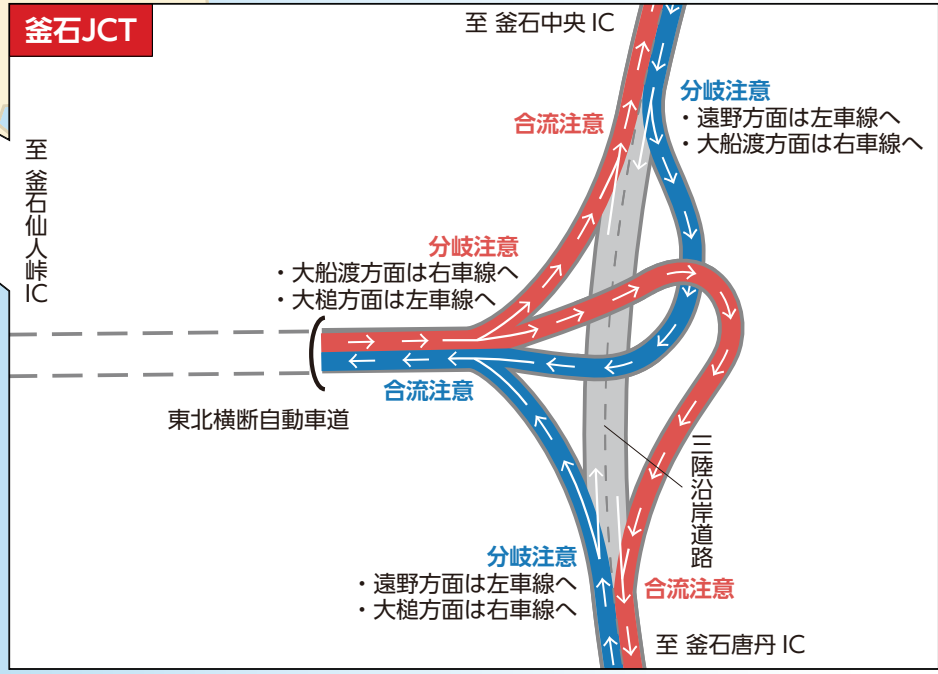 釜石JCT
至 釜石中央 IC
分岐注意
・遠野方面は左車線へ
・大船渡方面は右車線へ
合流注意
至 釜石仙人峠IC
分岐注意
・大船渡方面は右車線へ
・大槌方面は左車線へ
合流注意
東北横断自動車道
三陸沿岸道路
分岐注意
・遠野方面は左車線へ
・大槌方面は右車線へ
合流注意
至 釜石唐丹 IC